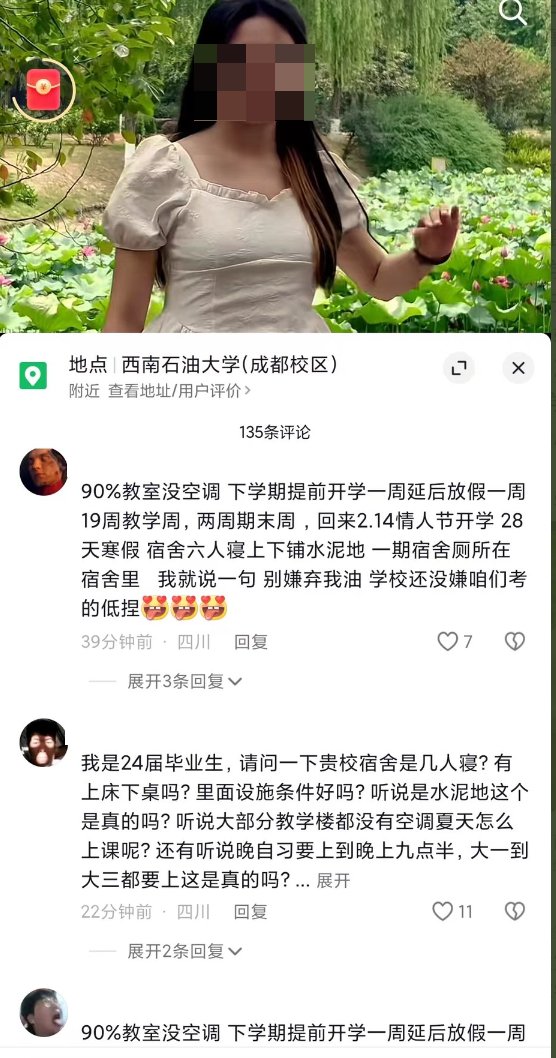 地点 | 西南石油大学(成都校区)
附近 查看地址/用户评价>
135条评论
90%教室没空调 下学期提前开学一周延后放假一周
19周教学周，两周期末周 ，回来2.14情人节开学 28
天寒假 宿舍六人寝上下铺水泥地 一期宿舍厕所在
宿舍里 我就说一句 别嫌弃我油 学校还没嫌咱们考
的低捏😍😍😍
39分钟前 · 四川 回复
7
展开3条回复
我是24届毕业生，请问一下贵校宿舍是几人寝？有
上床下桌吗？里面设施条件好吗？听说是水泥地这个
是真的吗？听说大部分教学楼都没有空调夏天怎么
上课呢？还有听说晚自习要上到晚上九点半，大一到
大三都要上这是真的吗？... 展开
22分钟前 · 四川 回复
11
展开2条回复
90%教室没空调 下学期提前开学一周延后放假一周